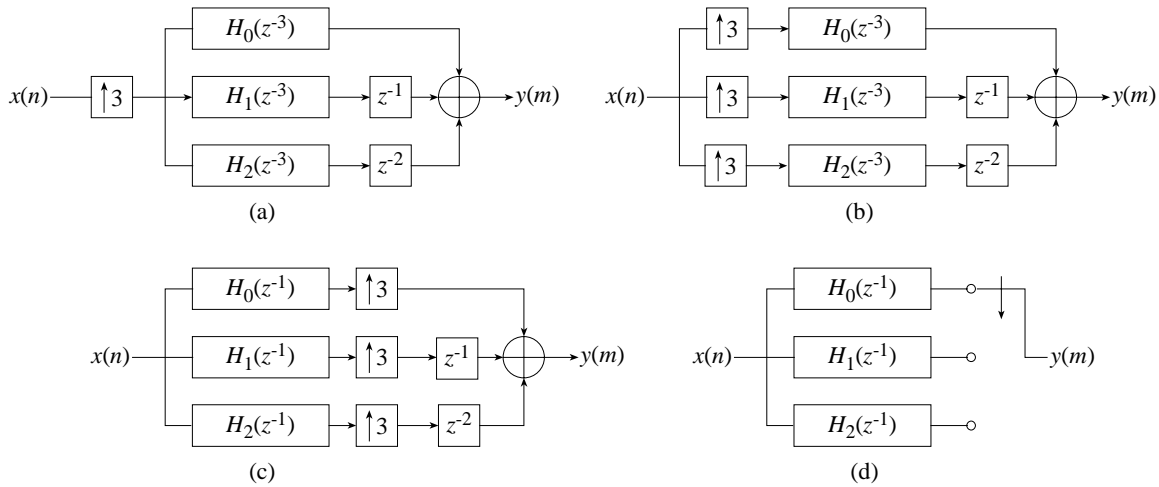 H₀(z⁻³)
x(n) ↑3 H₁(z⁻³) z⁻¹ y(m)
H₂(z⁻³) z⁻²
(a)
↑3 H₀(z⁻³)
x(n) ↑3 H₁(z⁻³) z⁻¹ y(m)
↑3 H₂(z⁻³) z⁻²
(b)
H₀(z⁻¹) ↑3
x(n) H₁(z⁻¹) ↑3 z⁻¹ y(m)
H₂(z⁻¹) ↑3 z⁻²
(c)
H₀(z⁻¹)
x(n) H₁(z⁻¹) y(m)
H₂(z⁻¹)
(d)